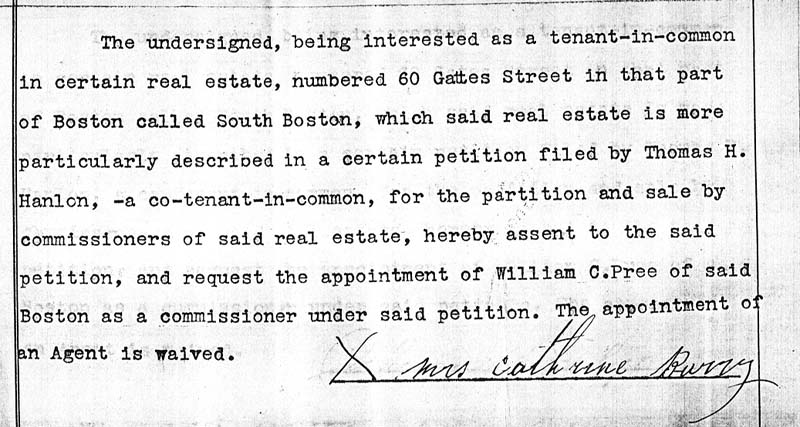 The undersigned, being interested as a tenant-in-common
in certain real estate, numbered 60 Gattes Street in that part
of Boston called South Boston, which said real estate is more
particularly described in a certain petition filed by Thomas H.
Hanlon, -a co-tenant-in-common, for the partition and sale by
commissioners of said real estate, hereby assent to the said
petition, and request the appointment of William C.Pree of said
Boston as a commissioner under said petition. The appointment of
an Agent is waived.
X Mrs Cathrine